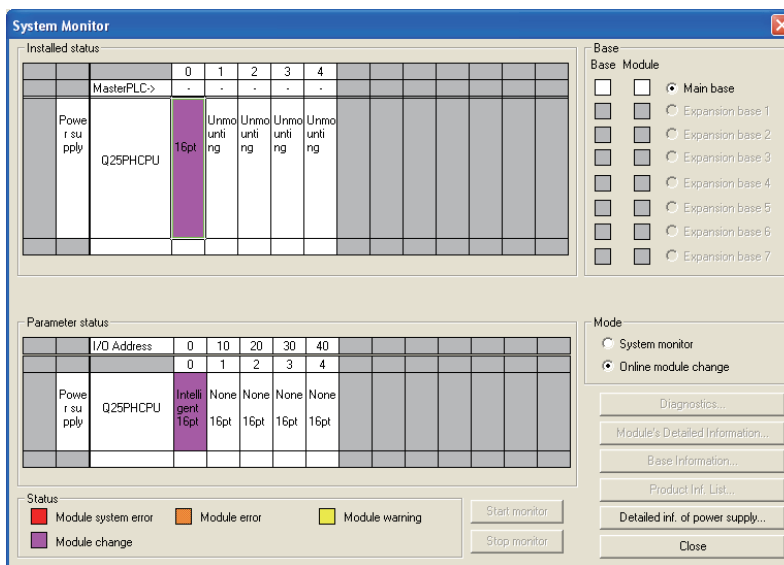 System Monitor
Installed status
0 1 2 3 4
MasterPLC-> - - - - -
Powe
r su
pply
Q25PHCPU
16pt
Unmo
unti
ng
Unmo
unti
ng
Unmo
unti
ng
Unmo
unti
ng
Base
Base Module
Main base
Expansion base 1
Expansion base 2
Expansion base 3
Expansion base 4
Expansion base 5
Expansion base 6
Expansion base 7
Parameter status
I/O Address 0 10 20 30 40
0 1 2 3 4
Powe
r su
pply
Q25PHCPU
Intelli
gent
16pt
None
16pt
None
16pt
None
16pt
None
16pt
Mode
System monitor
Online module change
Diagnostics...
Module's Detailed Information...
Base Information...
Product Inf. List...
Detailed inf. of power supply...
Close
Status
Module system error
Module error
Module warning
Module change
Start monitor
Stop monitor